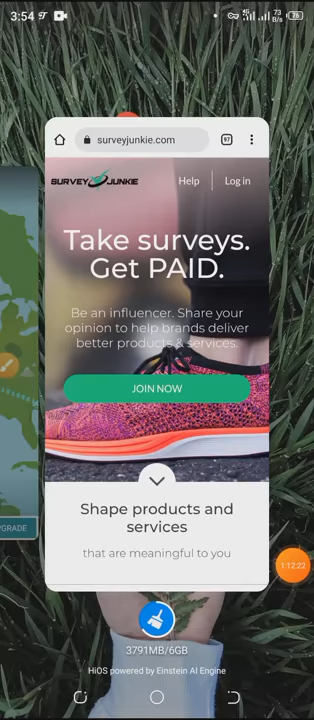 3:54
4G
73
B/s
76
surveyjunkie.com
97
SURVEY JUNKIE
Help
Log in
Take surveys.
Get PAID.
Be an influencer. Share your
opinion to help brands deliver
better products & services.
JOIN NOW
Shape products and
services
that are meaningful to you
PGRADE
1:12:22
3791MB/6GB
HiOS powered by Einstein AI Engine